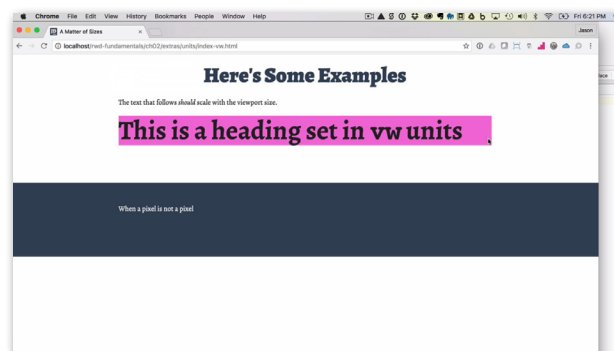 Chrome File Edit View History Bookmarks People Window Help Fri 6:21 PM
A Matter of Sizes Jason
localhost/rwd-fundamentals/ch02/extras/units/index-vw.html
Here's Some Examples
The text that follows should scale with the viewport size.
This is a heading set in vw units
When a pixel is not a pixel